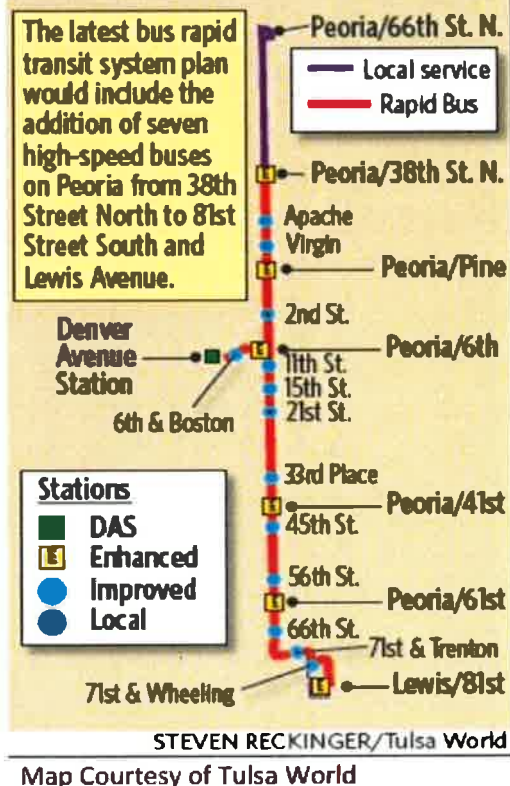 The latest bus rapid
transit system plan
would include the
addition of seven
high-speed buses
on Peoria from 38th
Street North to 81st
Street South and
Lewis Avenue.
Peoria/66th St. N.
Local service
Rapid Bus
E
Peoria/38th St. N.
Apache
Virgin
E
Peoria/Pine
2nd St.
Denver
Avenue
Station
E
Peoria/6th
6th & Boston
11th St.
15th St.
21st St.
33rd Place
E
Peoria/41st
45th St.
56th St.
E
Peoria/61st
66th St.
71st & Trenton
71st & Wheeling
E
Lewis/81st
Stations
DAS
E Enhanced
Improved
Local
STEVEN RECKINGER/Tulsa World
Map Courtesy of Tulsa World